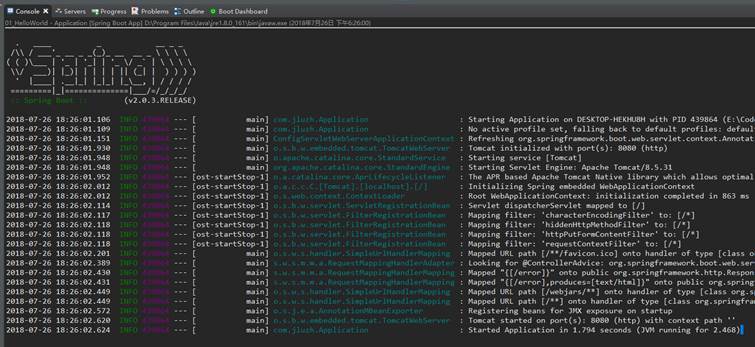 Console Servers Progress Problems Outline Boot Dashboard
01_HelloWorld - Application [Spring Boot App] D:\Program Files\Java\jre1.8.0_161\bin\javaw.exe (2018年7月26日 下午6:26:00)
:: Spring Boot :: (v2.0.3.RELEASE)
2018-07-26 18:26:01.106 INFO 439864 --- [ main] com.jluzh.Application : Starting Application on DESKTOP-HEKHU8H with PID 439864 (E:\Cod
2018-07-26 18:26:01.109 INFO 439864 --- [ main] com.jluzh.Application : No active profile set, falling back to default profiles: defaul
2018-07-26 18:26:01.151 INFO 439864 --- [ main] ConfigServletWebServerApplicationContext : Refreshing org.springframework.boot.web.servlet.context.Annotat
2018-07-26 18:26:01.930 INFO 439864 --- [ main] o.s.b.w.embedded.tomcat.TomcatWebServer : Tomcat initialized with port(s): 8080 (http)
2018-07-26 18:26:01.948 INFO 439864 --- [ main] o.apache.catalina.core.StandardService : Starting service [Tomcat]
2018-07-26 18:26:01.948 INFO 439864 --- [ main] org.apache.catalina.core.StandardEngine : Starting Servlet Engine: Apache Tomcat/8.5.31
2018-07-26 18:26:01.952 INFO 439864 --- [ost-startStop-1] o.a.catalina.core.AprLifecycleListener : The APR based Apache Tomcat Native library which allows optimal
2018-07-26 18:26:02.012 INFO 439864 --- [ost-startStop-1] o.a.c.c.C.[Tomcat].[localhost].[/] : Initializing Spring embedded WebApplicationContext
2018-07-26 18:26:02.012 INFO 439864 --- [ost-startStop-1] o.s.web.context.ContextLoader : Root WebApplicationContext: initialization completed in 863 ms
2018-07-26 18:26:02.114 INFO 439864 --- [ost-startStop-1] o.s.b.w.servlet.ServletRegistrationBean : Servlet dispatcherServlet mapped to [/]
2018-07-26 18:26:02.117 INFO 439864 --- [ost-startStop-1] o.s.b.w.servlet.FilterRegistrationBean : Mapping filter: 'characterEncodingFilter' to: [/*]
2018-07-26 18:26:02.118 INFO 439864 --- [ost-startStop-1] o.s.b.w.servlet.FilterRegistrationBean : Mapping filter: 'hiddenHttpMethodFilter' to: [/*]
2018-07-26 18:26:02.118 INFO 439864 --- [ost-startStop-1] o.s.b.w.servlet.FilterRegistrationBean : Mapping filter: 'httpPutFormContentFilter' to: [/*]
2018-07-26 18:26:02.118 INFO 439864 --- [ost-startStop-1] o.s.b.w.servlet.FilterRegistrationBean : Mapping filter: 'requestContextFilter' to: [/*]
2018-07-26 18:26:02.201 INFO 439864 --- [ main] o.s.w.s.handler.SimpleUrlHandlerMapping : Mapped URL path [/**/favicon.ico] onto handler of type [class o
2018-07-26 18:26:02.389 INFO 439864 --- [ main] s.w.s.m.m.a.RequestMappingHandlerAdapter : Looking for @ControllerAdvice: org.springframework.boot.web.ser
2018-07-26 18:26:02.430 INFO 439864 --- [ main] s.w.s.m.m.a.RequestMappingHandlerMapping : Mapped "{[/error]}" onto public org.springframework.http.Respon
2018-07-26 18:26:02.431 INFO 439864 --- [ main] s.w.s.m.m.a.RequestMappingHandlerMapping : Mapped "{[/error],produces=[text/html]}" onto public org.spring
2018-07-26 18:26:02.449 INFO 439864 --- [ main] o.s.w.s.handler.SimpleUrlHandlerMapping : Mapped URL path [/webjars/**] onto handler of type [class org.s
2018-07-26 18:26:02.449 INFO 439864 --- [ main] o.s.w.s.handler.SimpleUrlHandlerMapping : Mapped URL path [/**] onto handler of type [class org.springfra
2018-07-26 18:26:02.572 INFO 439864 --- [ main] o.s.j.e.a.AnnotationMBeanExporter : Registering beans for JMX exposure on startup
2018-07-26 18:26:02.620 INFO 439864 --- [ main] o.s.b.w.embedded.tomcat.TomcatWebServer : Tomcat started on port(s): 8080 (http) with context path ''
2018-07-26 18:26:02.624 INFO 439864 --- [ main] com.jluzh.Application : Started Application in 1.794 seconds (JVM running for 2.468)